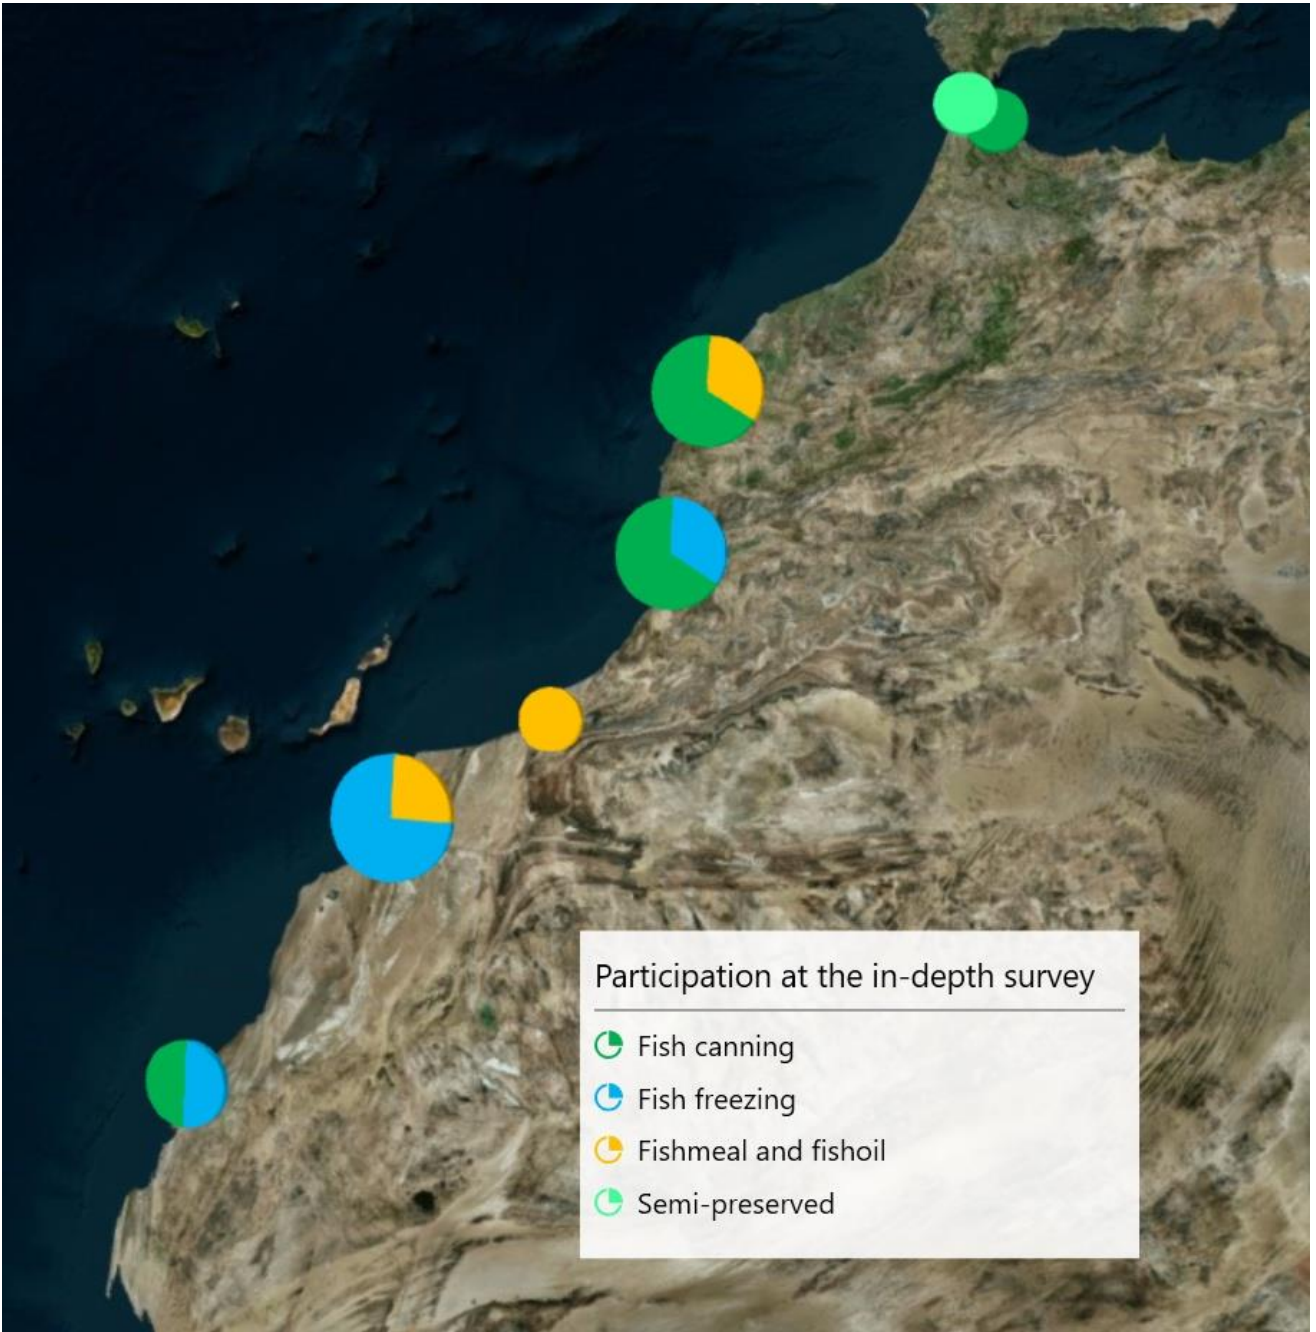 Participation at the in-depth survey
Fish canning
Fish freezing
Fishmeal and fishoil
Semi-preserved